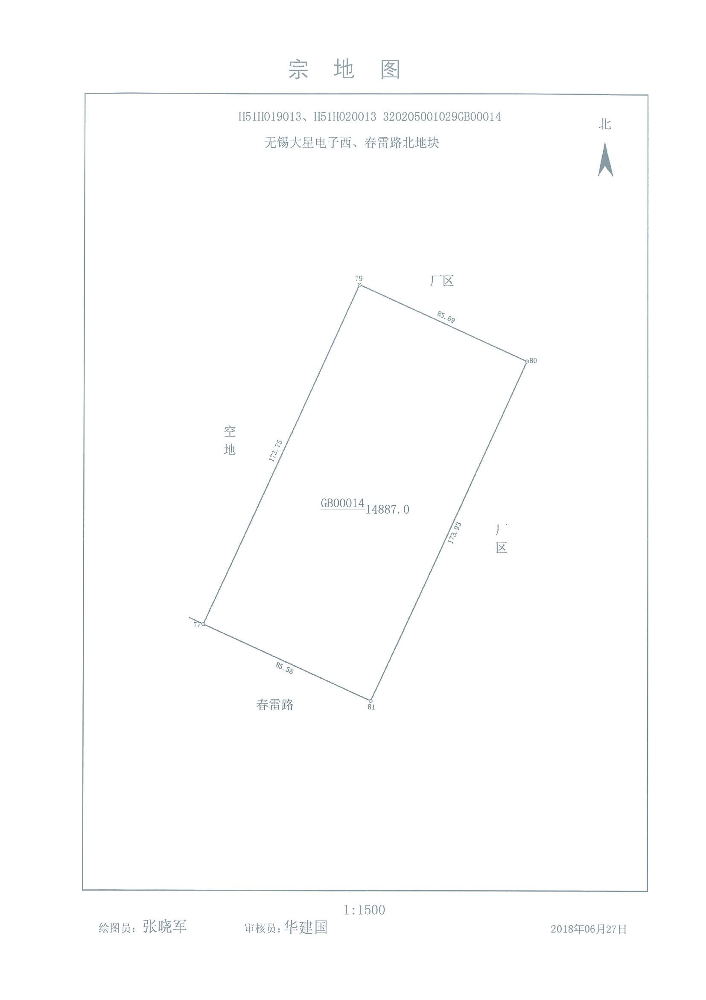 宗 地 图
H51H019013、H51H020013 320205001029GB00014
无锡大星电子西、春雷路北地块
北
79
厂区
85.69
80
空地
173.75
GB00014
14887.0
173.93
厂区
77
85.58
春雷路
81
1:1500
绘图员: 张晓军
审核员: 华建国
2018年06月27日